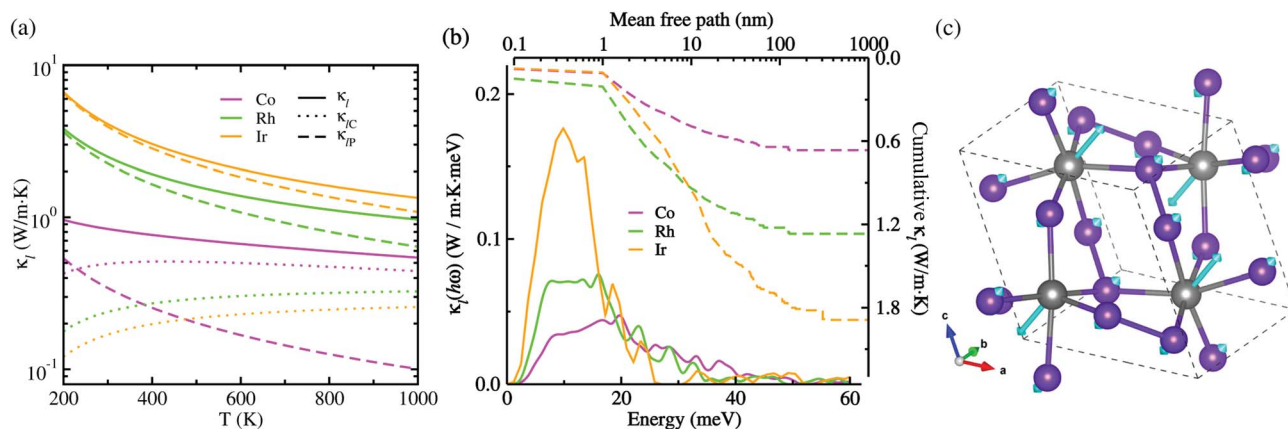 (a)
10¹
10⁰
10⁻¹
κₗ (W/m·K)
Co
Rh
Ir
κₗ
κₗC
κₗP
200 400 600 800 1000
T (K)
(b)
Mean free path (nm)
0.1 1 10 100 1000
0.2
0.1
0.0
κₗ(ħω) (W / m·K·meV)
Co
Rh
Ir
0.0
0.6
1.2
1.8
Cumulative κₗ (W/m·K)
0 20 40 60
Energy (meV)
(c)
c
b
a